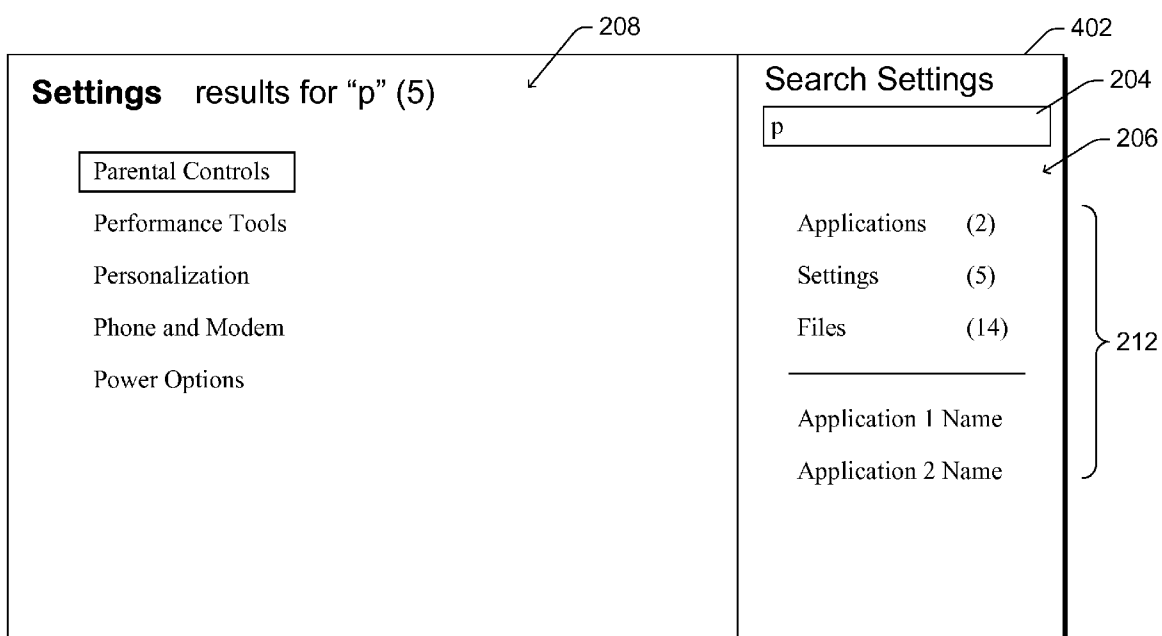 208
402
Settings results for “p” (5)
Parental Controls
Performance Tools
Personalization
Phone and Modem
Power Options
Search Settings
204
p
206
Applications (2)
Settings (5)
Files (14)
212
Application 1 Name
Application 2 Name